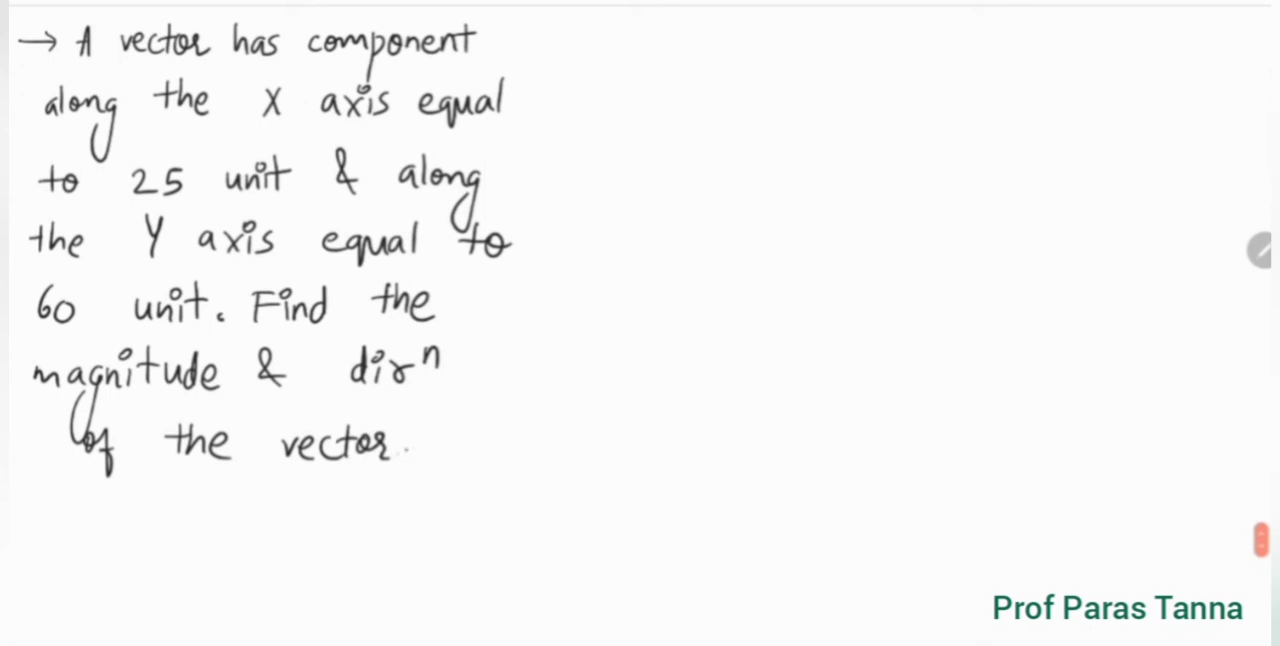 → A vector has component
along the X axis equal
to 25 unit & along
the Y axis equal to
60 unit. Find the
magnitude & dirⁿ
of the vector.
Prof Paras Tanna